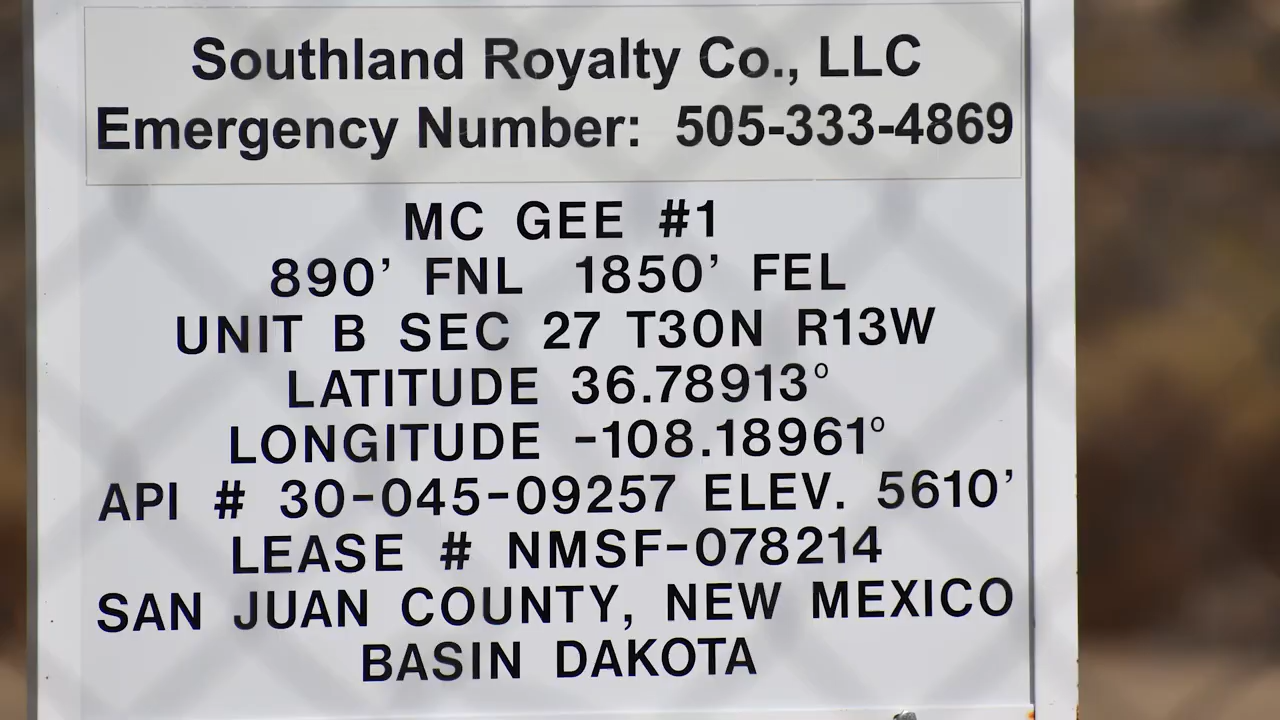 Southland Royalty Co., LLC
Emergency Number: 505-333-4869
MC GEE #1
890' FNL 1850' FEL
UNIT B SEC 27 T30N R13W
LATITUDE 36.78913°
LONGITUDE -108.18961°
API # 30-045-09257 ELEV. 5610'
LEASE # NMSF-078214
SAN JUAN COUNTY, NEW MEXICO
BASIN DAKOTA